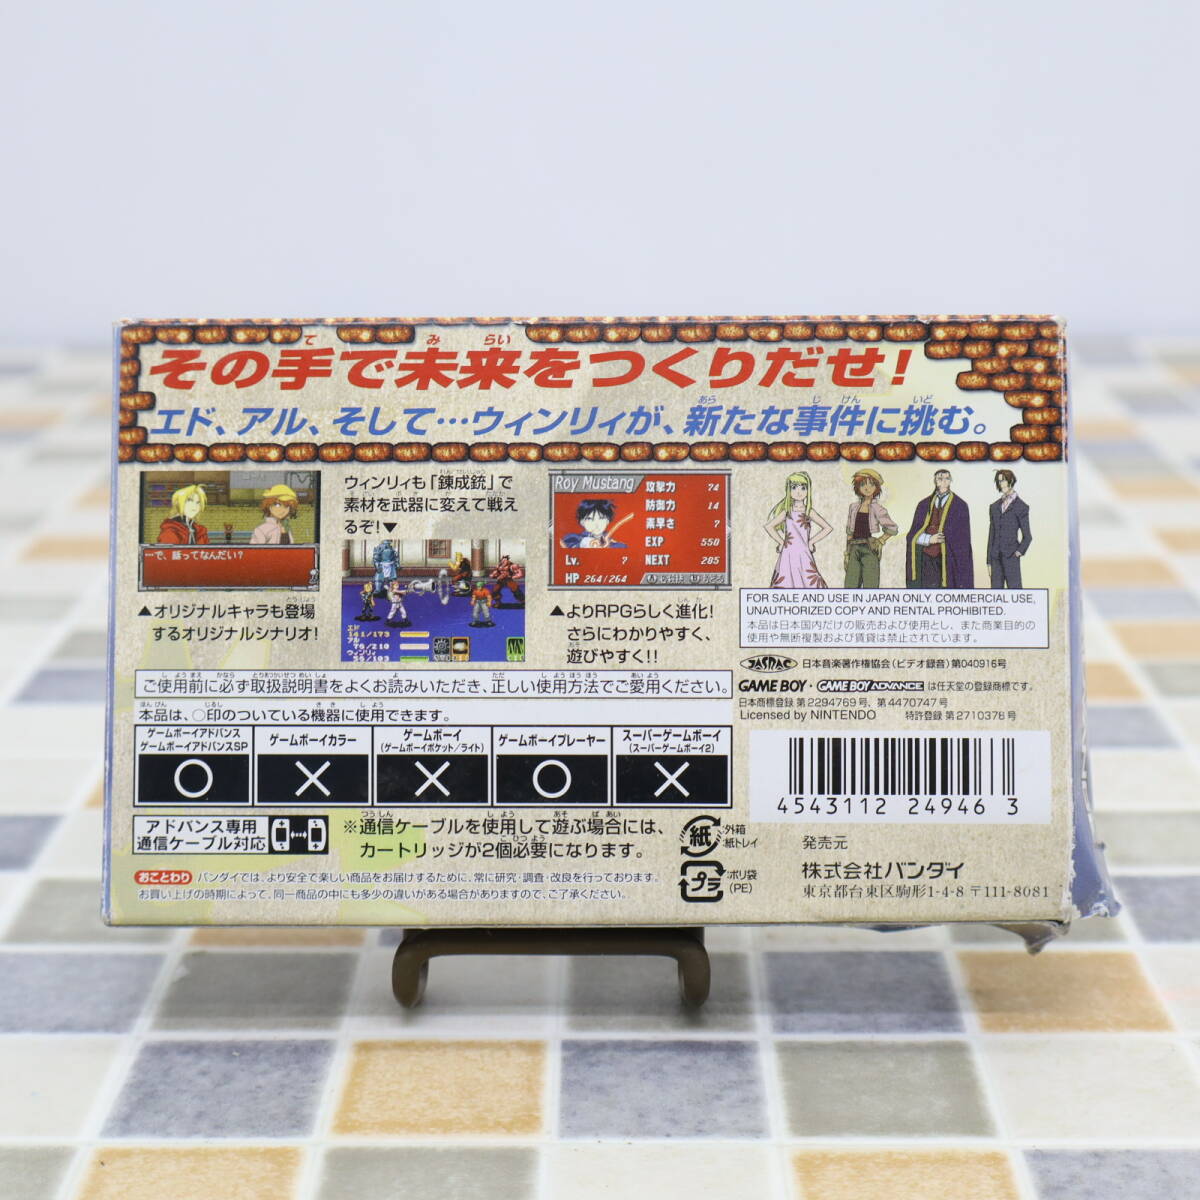 その手で未来をつくりだせ!
エド、アル、そして…ウィンリィが、新たな事件に挑む。
…で、話ってなんだい?
▲オリジナルキャラも登場
するオリジナルシナリオ!
ウィンリィも「錬成銃」で
素材を武器に変えて戦え
るぞ!▼
エド
アル
ウィンリィ
Roy Mustang
Lv. 7
HP 264/264
攻撃力 74
防御力 14
素早さ 7
EXP 550
NEXT 285
▲よりRPGらしく進化!
さらにわかりやすく、
遊びやすく!!
FOR SALE AND USE IN JAPAN ONLY. COMMERCIAL USE,
UNAUTHORIZED COPY AND RENTAL PROHIBITED.
本品は日本国内だけの販売および使用とし、また商業目的の
使用や無断複製および賃貸は禁止されています。
JASRAC 日本音楽著作権協会(ビデオ録音)第040916号
GAME BOY・GAME BOY ADVANCE は任天堂の登録商標です。
日本商標登録 第2294769号、第4470747号
Licensed by NINTENDO 特許登録 第2710376号
ご使用前に必ず取扱説明書をよくお読みいただき、正しい使用方法でご愛用ください。
本品は、○印のついている機器に使用できます。
ゲームボーイアドバンス
ゲームボーイアドバンスSP
○
ゲームボーイカラー
×
ゲームボーイ
(ゲームボーイポケット/ライト)
×
ゲームボーイプレーヤー
○
スーパーゲームボーイ
(スーパーゲームボーイ2)
×
アドバンス専用
通信ケーブル対応
※通信ケーブルを使用して遊ぶ場合には、
カートリッジが2個必要になります。
紙
:外箱
:紙トレイ
プラ
:ポリ袋
(PE)
4543112 249463
発売元
株式会社バンダイ
東京都台東区駒形1-4-8 〒111-8081
おことわり バンダイでは、より安全で楽しい商品をお届けするために、常に研究・調査・改良を行っております。
お買い上げの時期によって、同一商品の中にも多少の違いがある場合がありますので、ご了承ください。